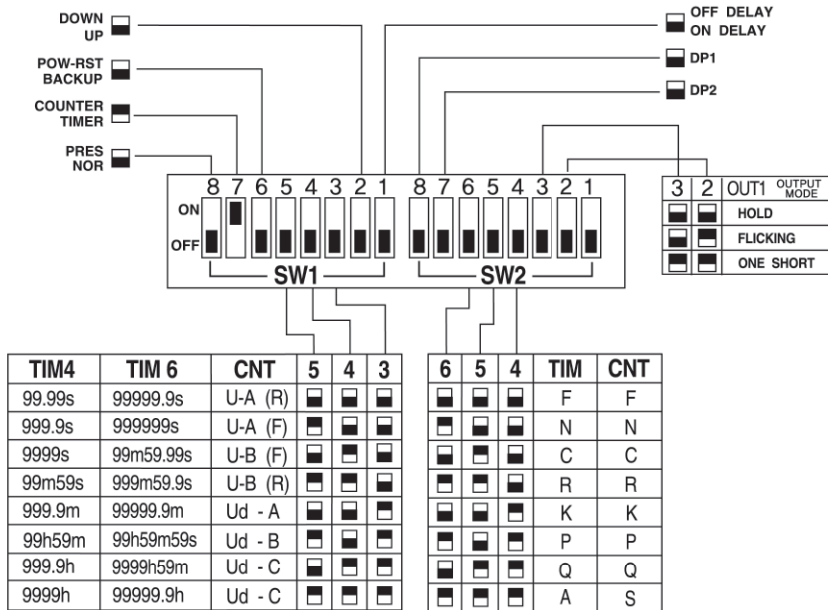 DOWN
UP
OFF DELAY
ON DELAY
POW-RST
BACKUP
DP1
COUNTER
TIMER
DP2
PRES
NOR
8 7 6 5 4 3 2 1 8 7 6 5 4 3 2 1
ON
OFF
SW1 SW2
3 2 OUT1 OUTPUT MODE
HOLD
FLICKING
ONE SHORT
TIM4 TIM 6 CNT 5 4 3
99.99s 99999.9s U-A (R)
999.9s 999999s U-A (F)
9999s 99m59.99s U-B (F)
99m59s 999m59.9s U-B (R)
999.9m 99999.9m Ud - A
99h59m 99h59m59s Ud - B
999.9h 9999h59m Ud - C
9999h 99999.9h Ud - C
6 5 4 TIM CNT
F F
N N
C C
R R
K K
P P
Q Q
A S